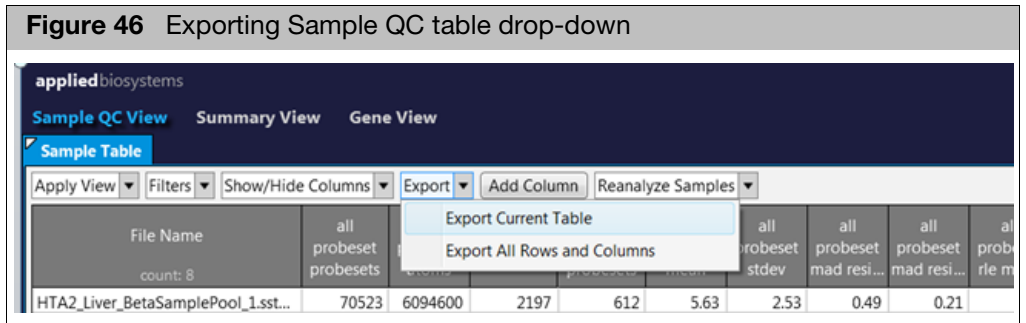 Figure 46 Exporting Sample QC table drop-down
appliedbiosystems
Sample QC View Summary View Gene View
Sample Table
Apply View Filters Show/Hide Columns Export Add Column Reanalyze Samples
Export Current Table
Export All Rows and Columns
File Name
count: 8
all
probeset
probesets
all
stdev
all
probeset
mad resi...
all
probeset
mad resi...
rle
HTA2_Liver_BetaSamplePool_1.sst... 70523 6094600 2197 612 5.63 2.53 0.49 0.21